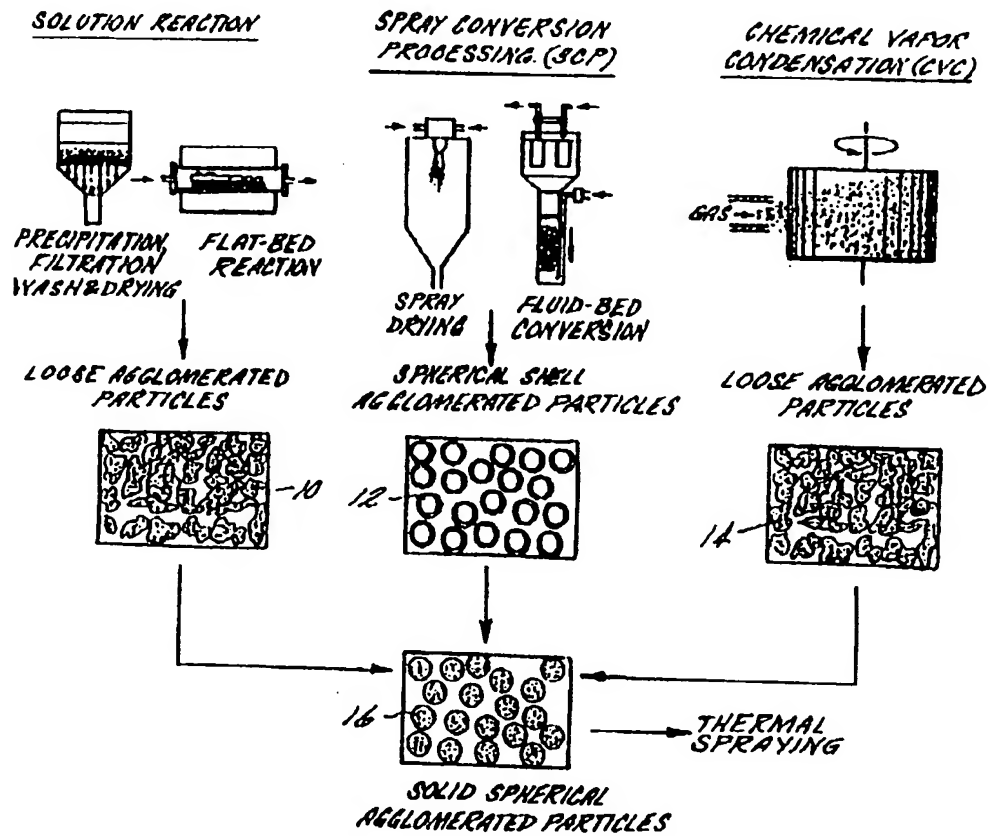 SOLUTION REACTION
SPRAY CONVERSION
PROCESSING. (SCP)
CHEMICAL VAPOR
CONDENSATION (CVC)
GAS
PRECIPITATION,
FILTRATION
WASH & DRYING
FLAT-BED
REACTION
SPRAY
DRYING
FLUID-BED
CONVERSION
LOOSE AGGLOMERATED
PARTICLES
SPHERICAL SHELL
AGGLOMERATED PARTICLES
LOOSE AGGLOMERATED
PARTICLES
10
12
14
16
THERMAL
SPRAYING
SOLID SPHERICAL
AGGLOMERATED PARTICLES